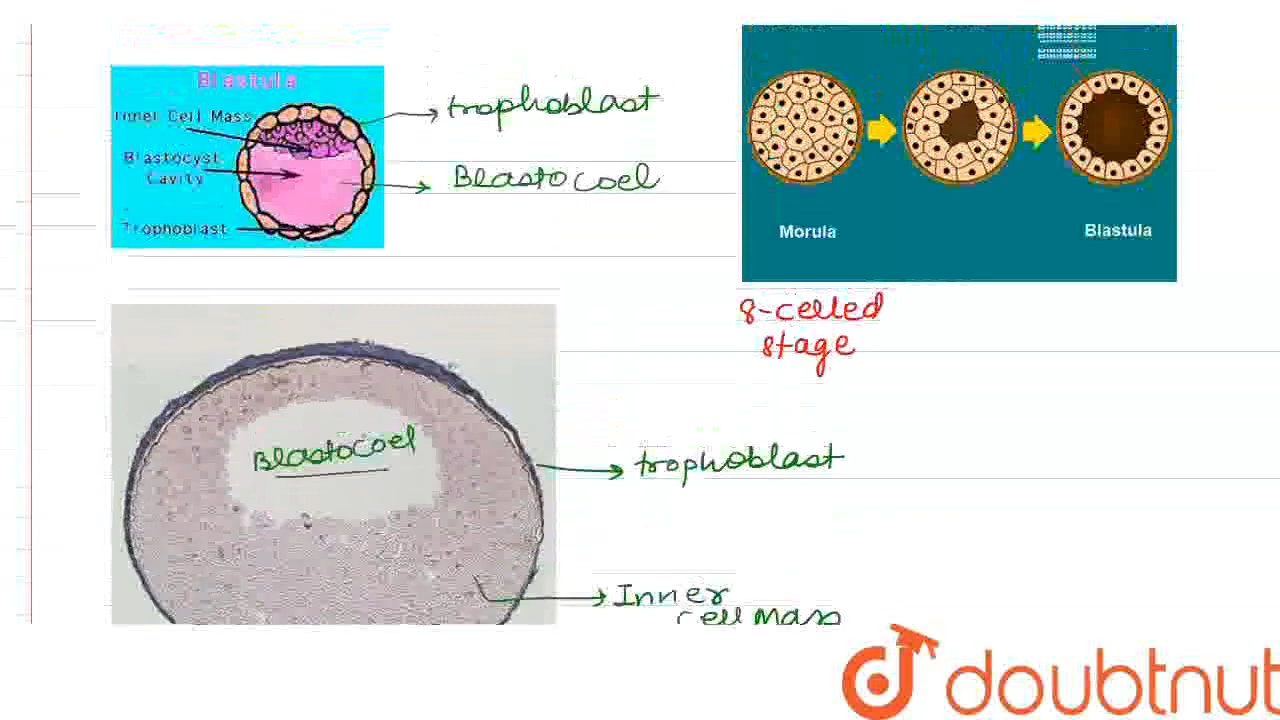 Blastula
Inner Cell Mass
Blastocyst
Cavity
Trophoblast
trophoblast
Blastocoel
Morula
Blastula
8-celled
stage
Blastocoel
trophoblast
Inner
cell Mass
doubtnut